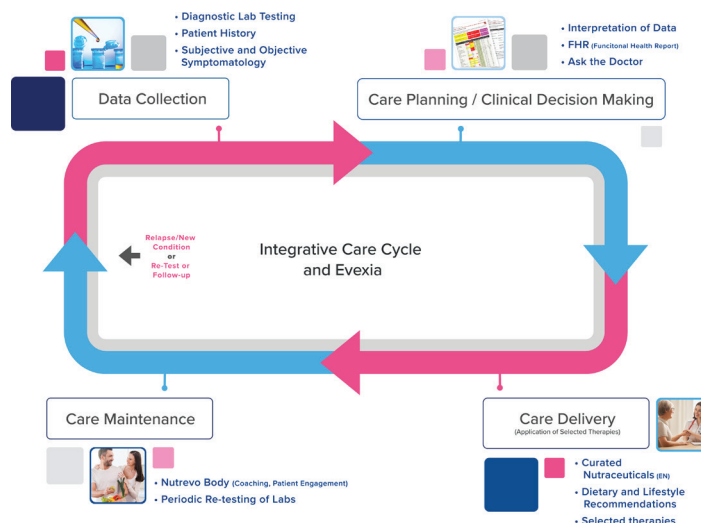 • Diagnostic Lab Testing
• Patient History
• Subjective and Objective
Symptomatology
Data Collection
• Interpretation of Data
• FHR (Funcitonal Health Report)
• Ask the Doctor
Care Planning / Clinical Decision Making
Relapse/New
Condition
or
Re-Test or
Follow-up
Integrative Care Cycle
and Evexia
Care Maintenance
• Nutrevo Body (Coaching, Patient Engagement)
• Periodic Re-testing of Labs
Care Delivery
(Application of Selected Therapies)
• Curated
Nutraceuticals (EN)
• Dietary and Lifestyle
Recommendations
• Selected therapies